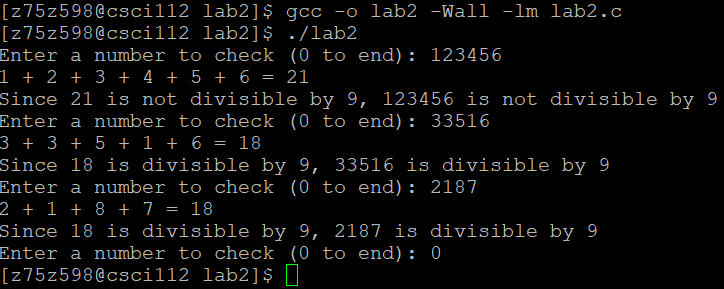 [z75z598@csci112 lab2]$ gcc -o lab2 -Wall -lm lab2.c
[z75z598@csci112 lab2]$ ./lab2
Enter a number to check (0 to end): 123456
1 + 2 + 3 + 4 + 5 + 6 = 21
Since 21 is not divisible by 9, 123456 is not divisible by 9
Enter a number to check (0 to end): 33516
3 + 3 + 5 + 1 + 6 = 18
Since 18 is divisible by 9, 33516 is divisible by 9
Enter a number to check (0 to end): 2187
2 + 1 + 8 + 7 = 18
Since 18 is divisible by 9, 2187 is divisible by 9
Enter a number to check (0 to end): 0
[z75z598@csci112 lab2]$